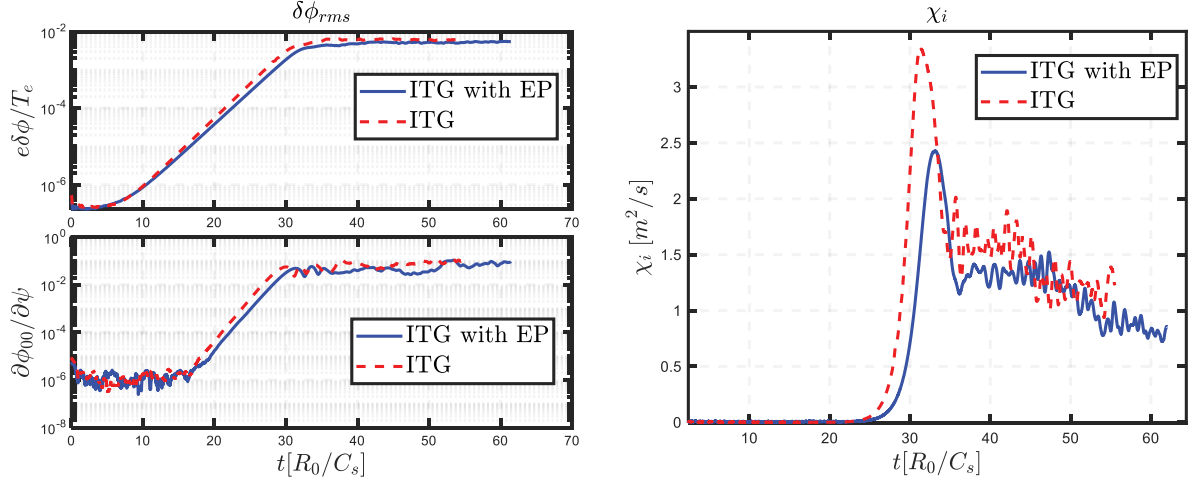 δϕ_rms
10^-2
10^-4
10^-6
eδϕ/T_e
ITG with EP
ITG
0 10 20 30 40 50 60 70
10^0
10^-2
10^-4
10^-6
10^-8
∂ϕ_00/∂ψ
ITG with EP
ITG
0 10 20 30 40 50 60 70
t[R_0/C_s]
χ_i
3
2.5
2
1.5
1
0.5
0
χ_i [m^2/s]
ITG with EP
ITG
10 20 30 40 50 60
t[R_0/C_s]